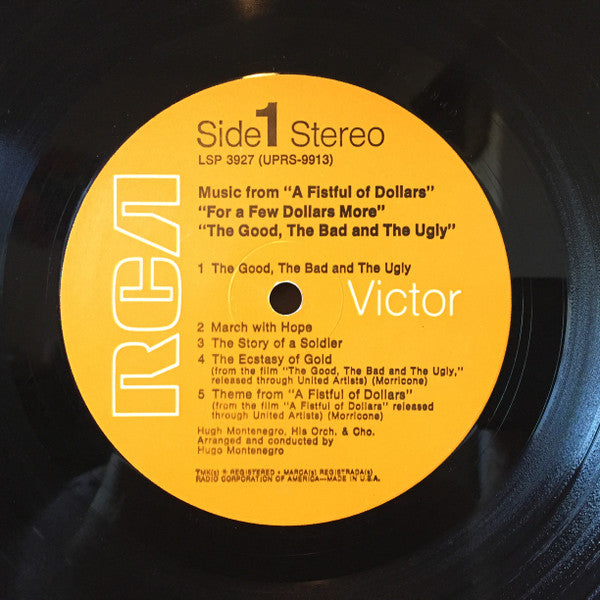 Side 1 Stereo
LSP 3927 (UPRS-9913)
Music from "A Fistful of Dollars"
"For a Few Dollars More"
"The Good, The Bad and The Ugly"
1 The Good, The Bad and The Ugly
RCA
Victor
2 March with Hope
3 The Story of a Soldier
4 The Ecstasy of Gold
(from the film "The Good, The Bad and The Ugly,"
released through United Artists) (Morricone)
5 Theme from "A Fistful of Dollars"
(from the film "A Fistful of Dollars" released
through United Artists) (Morricone)
Hugh Montenegro, His Orch. & Cho.
Arranged and conducted by
Hugo Montenegro
TMK(s) ® REGISTERED • MARCA(s) REGISTRADA(s)
RADIO CORPORATION OF AMERICA—MADE IN U.S.A.